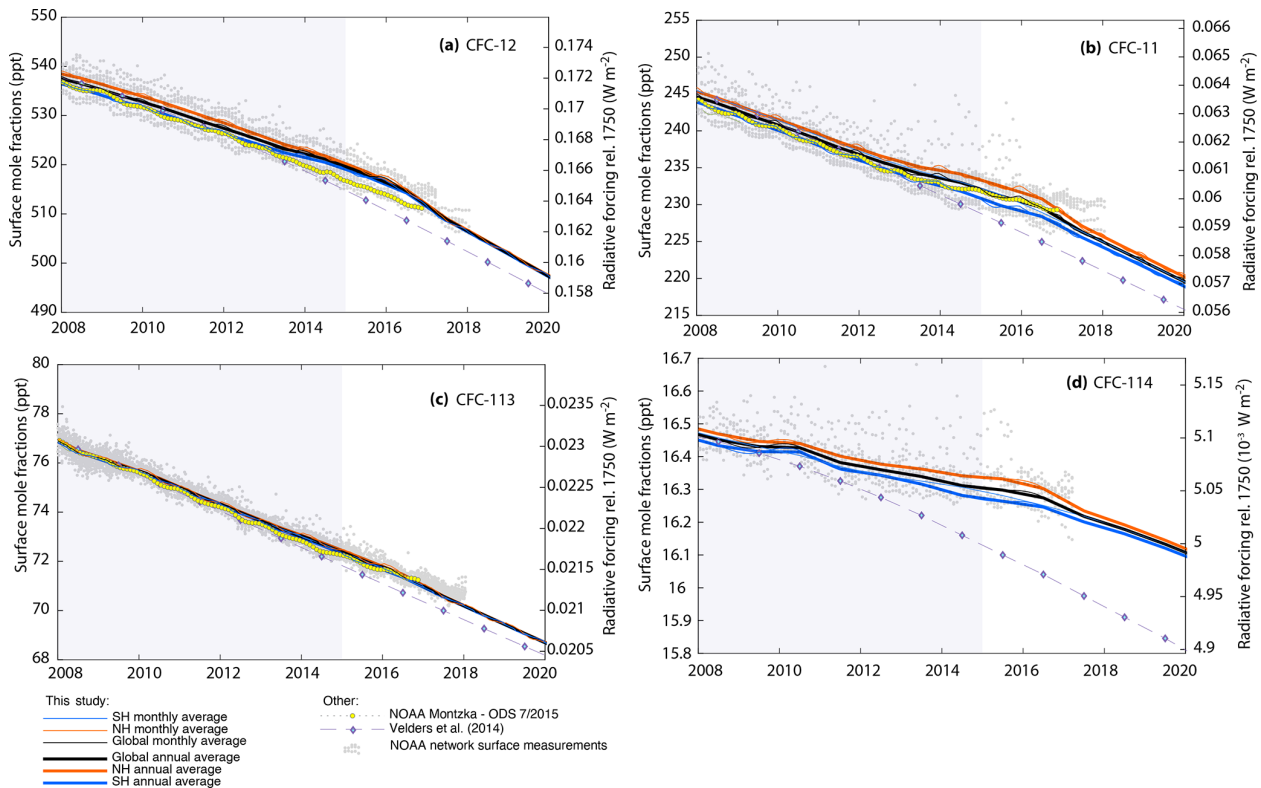 (a) CFC-12
Surface mole fractions (ppt)
550
540
530
520
510
500
490
2008 2010 2012 2014 2016 2018 2020
0.174
0.172
0.17
0.168
0.166
0.164
0.162
0.16
0.158
Radiative forcing rel. 1750 (W m⁻²)
(b) CFC-11
Surface mole fractions (ppt)
255
250
245
240
235
230
225
220
215
2008 2010 2012 2014 2016 2018 2020
0.066
0.065
0.064
0.063
0.062
0.061
0.06
0.059
0.058
0.057
0.056
Radiative forcing rel. 1750 (W m⁻²)
(c) CFC-113
Surface mole fractions (ppt)
80
78
76
74
72
70
68
2008 2010 2012 2014 2016 2018 2020
0.0235
0.023
0.0225
0.022
0.0215
0.021
0.0205
Radiative forcing rel. 1750 (W m⁻²)
(d) CFC-114
Surface mole fractions (ppt)
16.7
16.6
16.5
16.4
16.3
16.2
16.1
16
15.9
15.8
2008 2010 2012 2014 2016 2018 2020
5.15
5.10
5.05
5
4.95
4.9
Radiative forcing rel. 1750 (10⁻³ W m⁻²)
This study:
SH monthly average
NH monthly average
Global monthly average
Global annual average
NH annual average
SH annual average
Other:
NOAA Montzka - ODS 7/2015
Velders et al. (2014)
NOAA network surface measurements